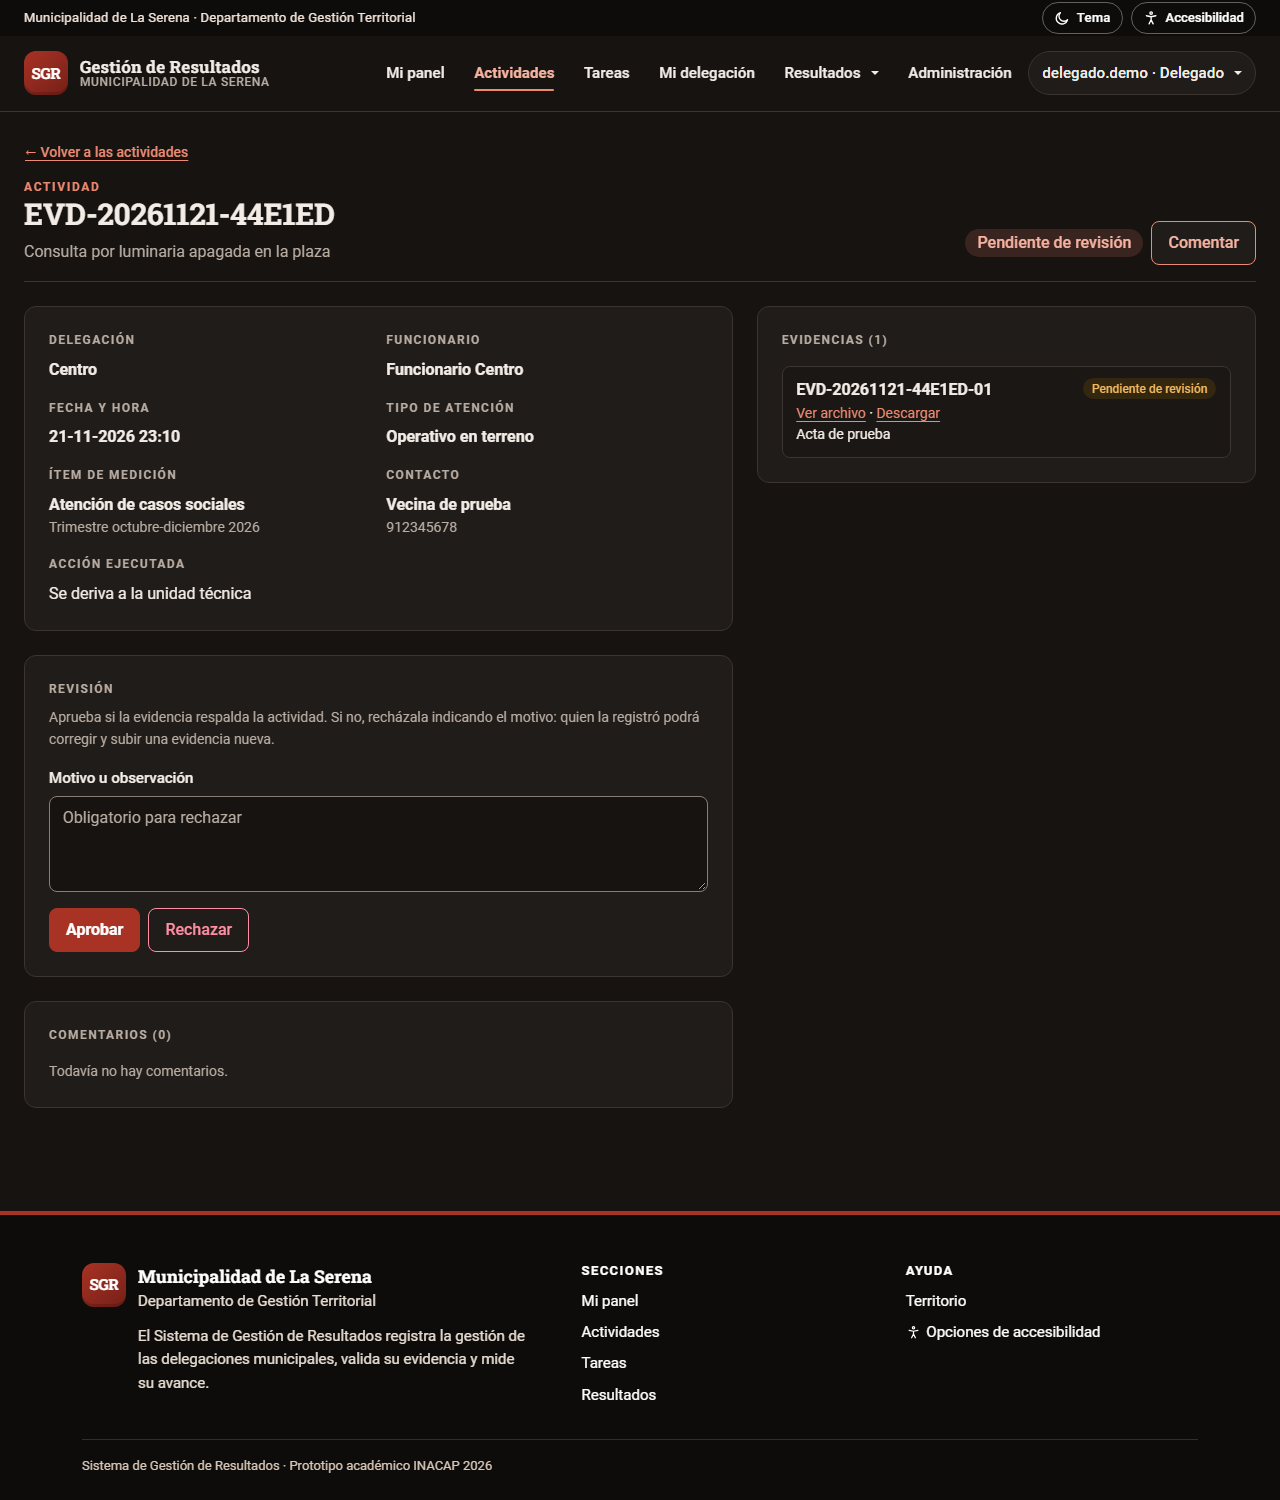 Municipalidad de La Serena · Departamento de Gestión Territorial
Tema
Accesibilidad
SGR
Gestión de Resultados
MUNICIPALIDAD DE LA SERENA
Mi panel
Actividades
Tareas
Mi delegación
Resultados
Administración
delegado.demo · Delegado
← Volver a las actividades
ACTIVIDAD
EVD-20261121-44E1ED
Consulta por luminaria apagada en la plaza
Pendiente de revisión
Comentar
DELEGACIÓN
Centro
FUNCIONARIO
Funcionario Centro
FECHA Y HORA
21-11-2026 23:10
TIPO DE ATENCIÓN
Operativo en terreno
ÍTEM DE MEDICIÓN
Atención de casos sociales
Trimestre octubre-diciembre 2026
CONTACTO
Vecina de prueba
912345678
ACCIÓN EJECUTADA
Se deriva a la unidad técnica
EVIDENCIAS (1)
EVD-20261121-44E1ED-01
Pendiente de revisión
Ver archivo · Descargar
Acta de prueba
REVISIÓN
Aprueba si la evidencia respalda la actividad. Si no, recházala indicando el motivo: quien la registró podrá
corregir y subir una evidencia nueva.
Motivo u observación
Obligatorio para rechazar
Aprobar
Rechazar
COMENTARIOS (0)
Todavía no hay comentarios.
SGR
Municipalidad de La Serena
Departamento de Gestión Territorial
El Sistema de Gestión de Resultados registra la gestión de
las delegaciones municipales, valida su evidencia y mide
su avance.
SECCIONES
Mi panel
Actividades
Tareas
Resultados
AYUDA
Territorio
Opciones de accesibilidad
Sistema de Gestión de Resultados · Prototipo académico INACAP 2026